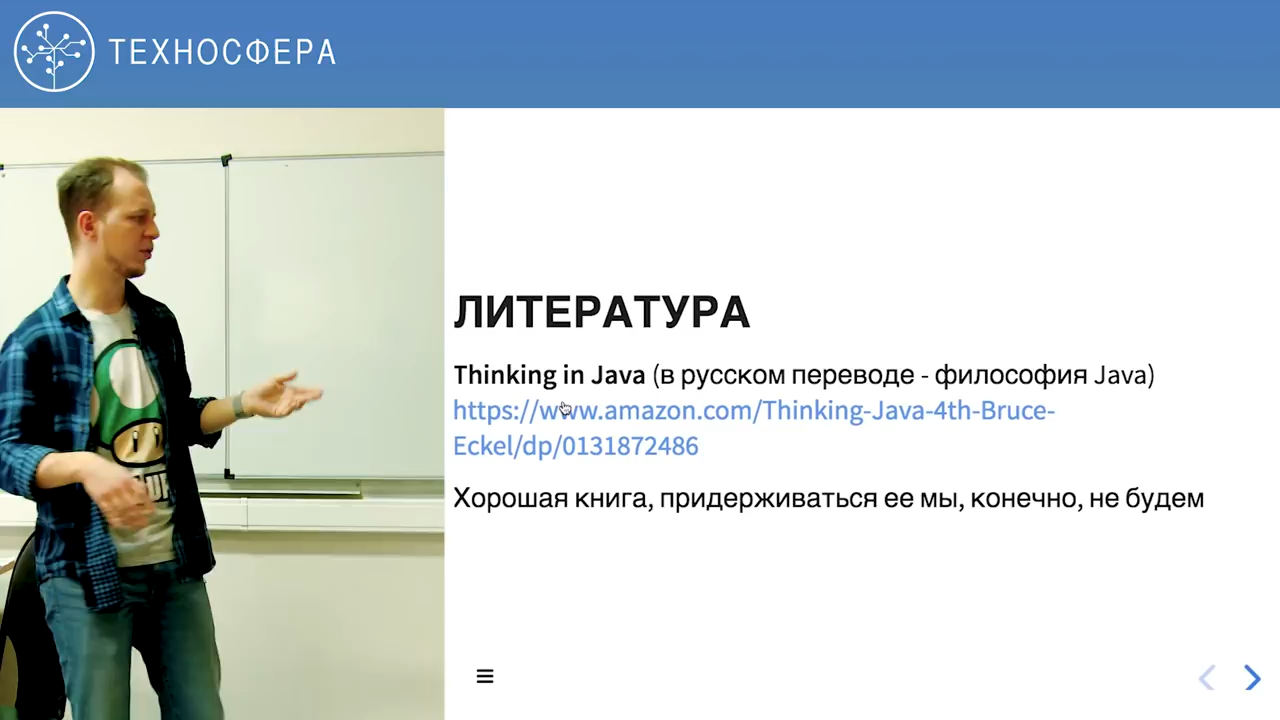 ТЕХНОСФЕРА
ЛИТЕРАТУРА
Thinking in Java (в русском переводе - философия Java)
https://www.amazon.com/Thinking-Java-4th-Bruce-
Eckel/dp/0131872486
Хорошая книга, придерживаться ее мы, конечно, не будем